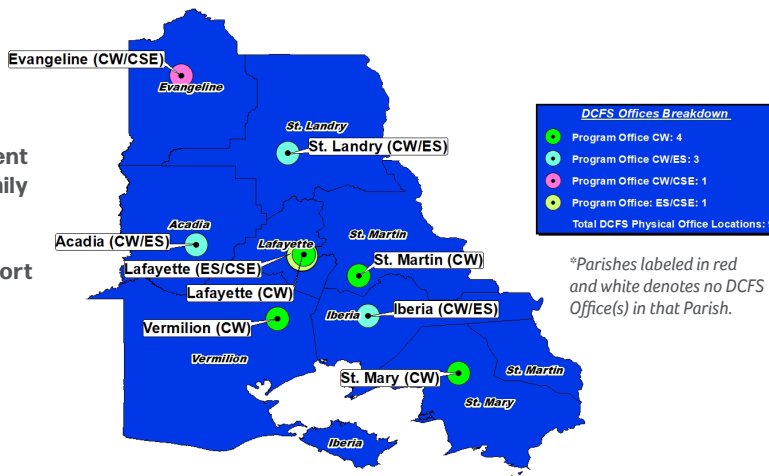 Evangeline (CW/CSE)
Evangeline
St. Landry
St. Landry (CW/ES)
ent
ily
Acadia
Acadia (CW/ES)
Lafayette
St. Martin
Lafayette (ES/CSE)
St. Martin (CW)
ort
Lafayette (CW)
Vermilion (CW)
Iberia
Iberia (CW/ES)
Vermilion
St. Mary (CW)
St. Martin
St. Mary
Iberia
DCFS Offices Breakdown
Program Office CW: 4
Program Office CW/ES: 3
Program Office CW/CSE: 1
Program Office: ES/CSE: 1
Total DCFS Physical Office Locations:
*Parishes labeled in red
and white denotes no DCFS
Office(s) in that Parish.